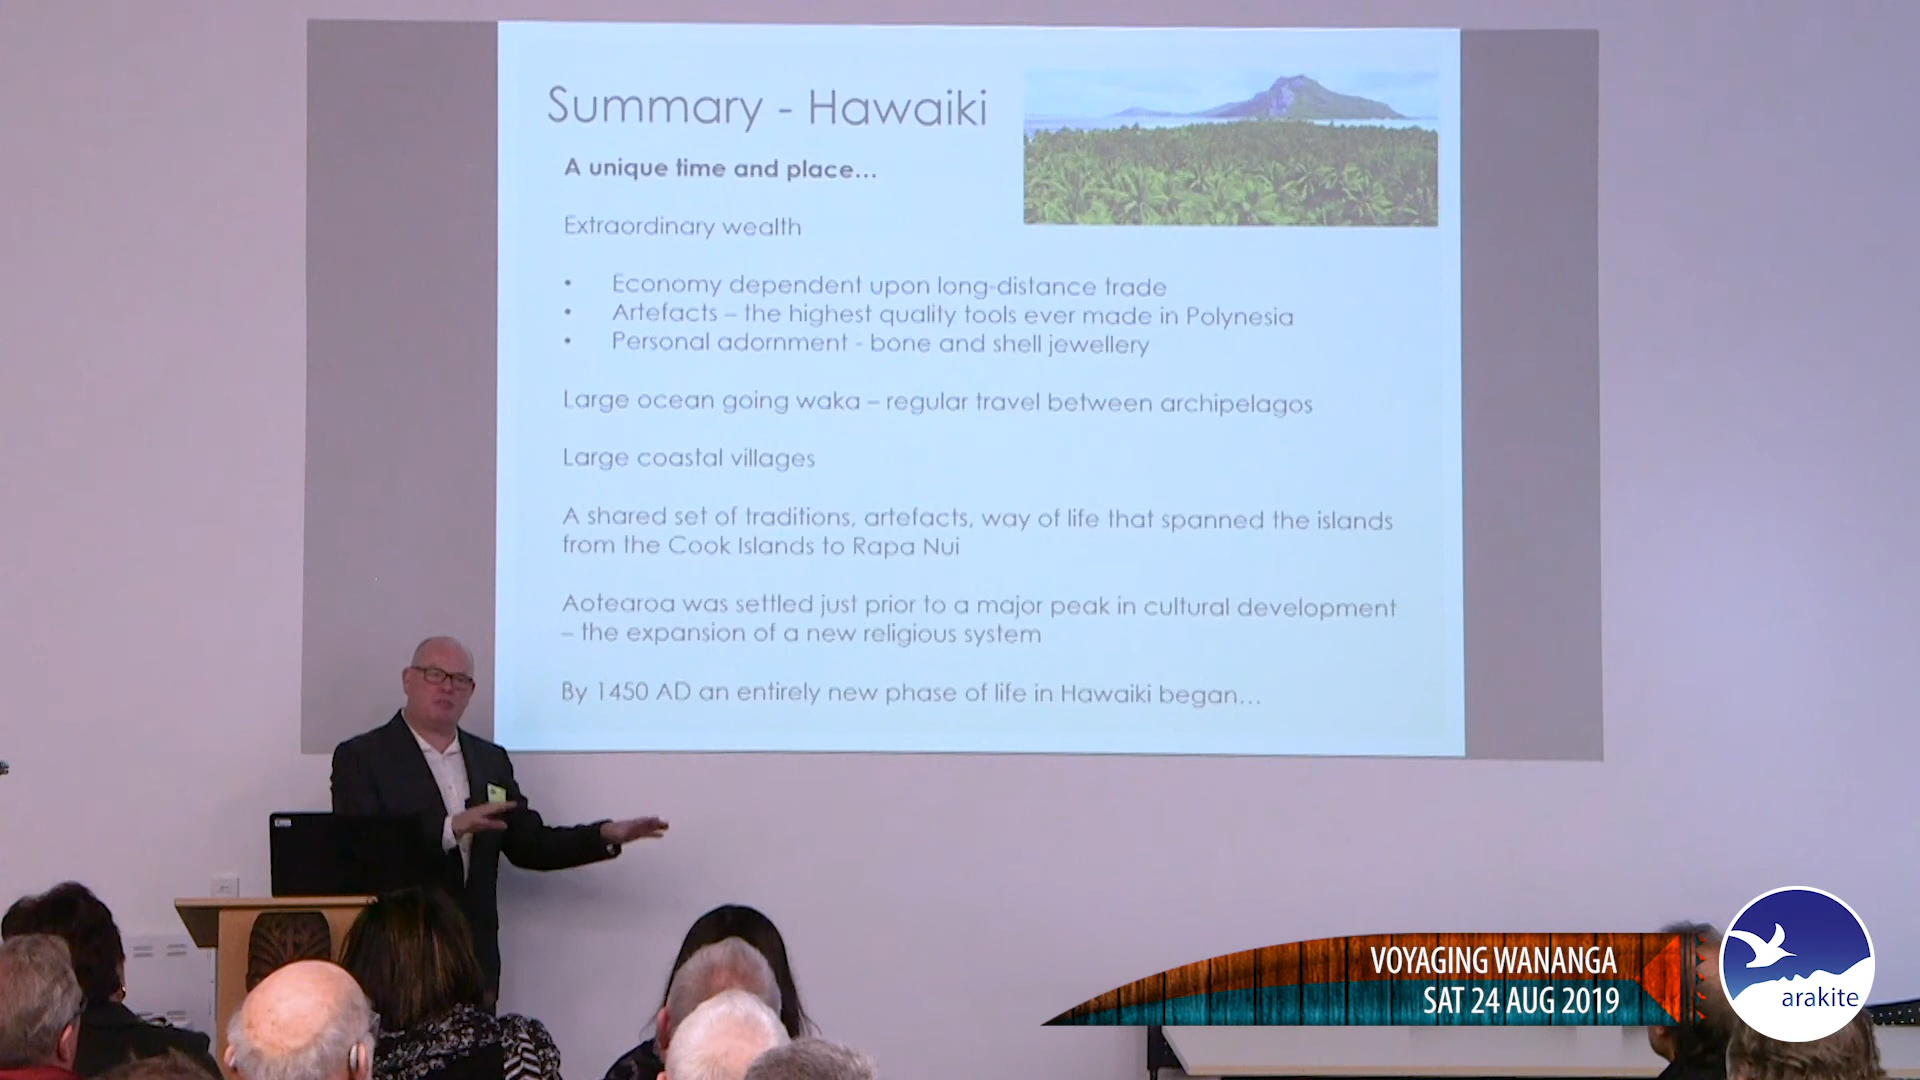 Summary - Hawaiki
A unique time and place...
Extraordinary wealth
• Economy dependent upon long-distance trade
• Artefacts – the highest quality tools ever made in Polynesia
• Personal adornment - bone and shell jewellery
Large ocean going waka – regular travel between archipelagos
Large coastal villages
A shared set of traditions, artefacts, way of life that spanned the islands
from the Cook Islands to Rapa Nui
Aotearoa was settled just prior to a major peak in cultural development
– the expansion of a new religious system
By 1450 AD an entirely new phase of life in Hawaiki began...
VOYAGING WANANGA
SAT 24 AUG 2019
arakite